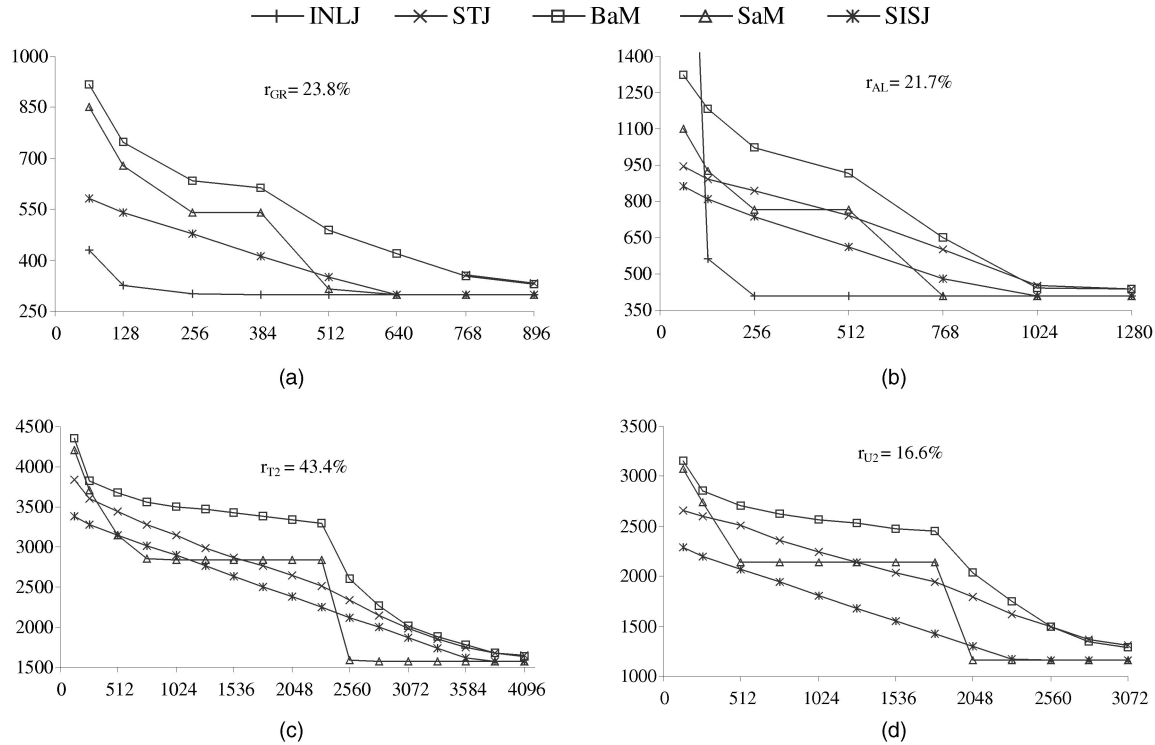 INLJ STJ BaM SaM SISJ
1000
850
700
550
400
250
r_GR = 23.8%
0 128 256 384 512 640 768 896
(a)
1400
1250
1100
950
800
650
500
350
r_AL = 21.7%
0 256 512 768 1024 1280
(b)
4500
4000
3500
3000
2500
2000
1500
r_T2 = 43.4%
0 512 1024 1536 2048 2560 3072 3584 4096
(c)
3500
3000
2500
2000
1500
1000
r_U2 = 16.6%
0 512 1024 1536 2048 2560 3072
(d)